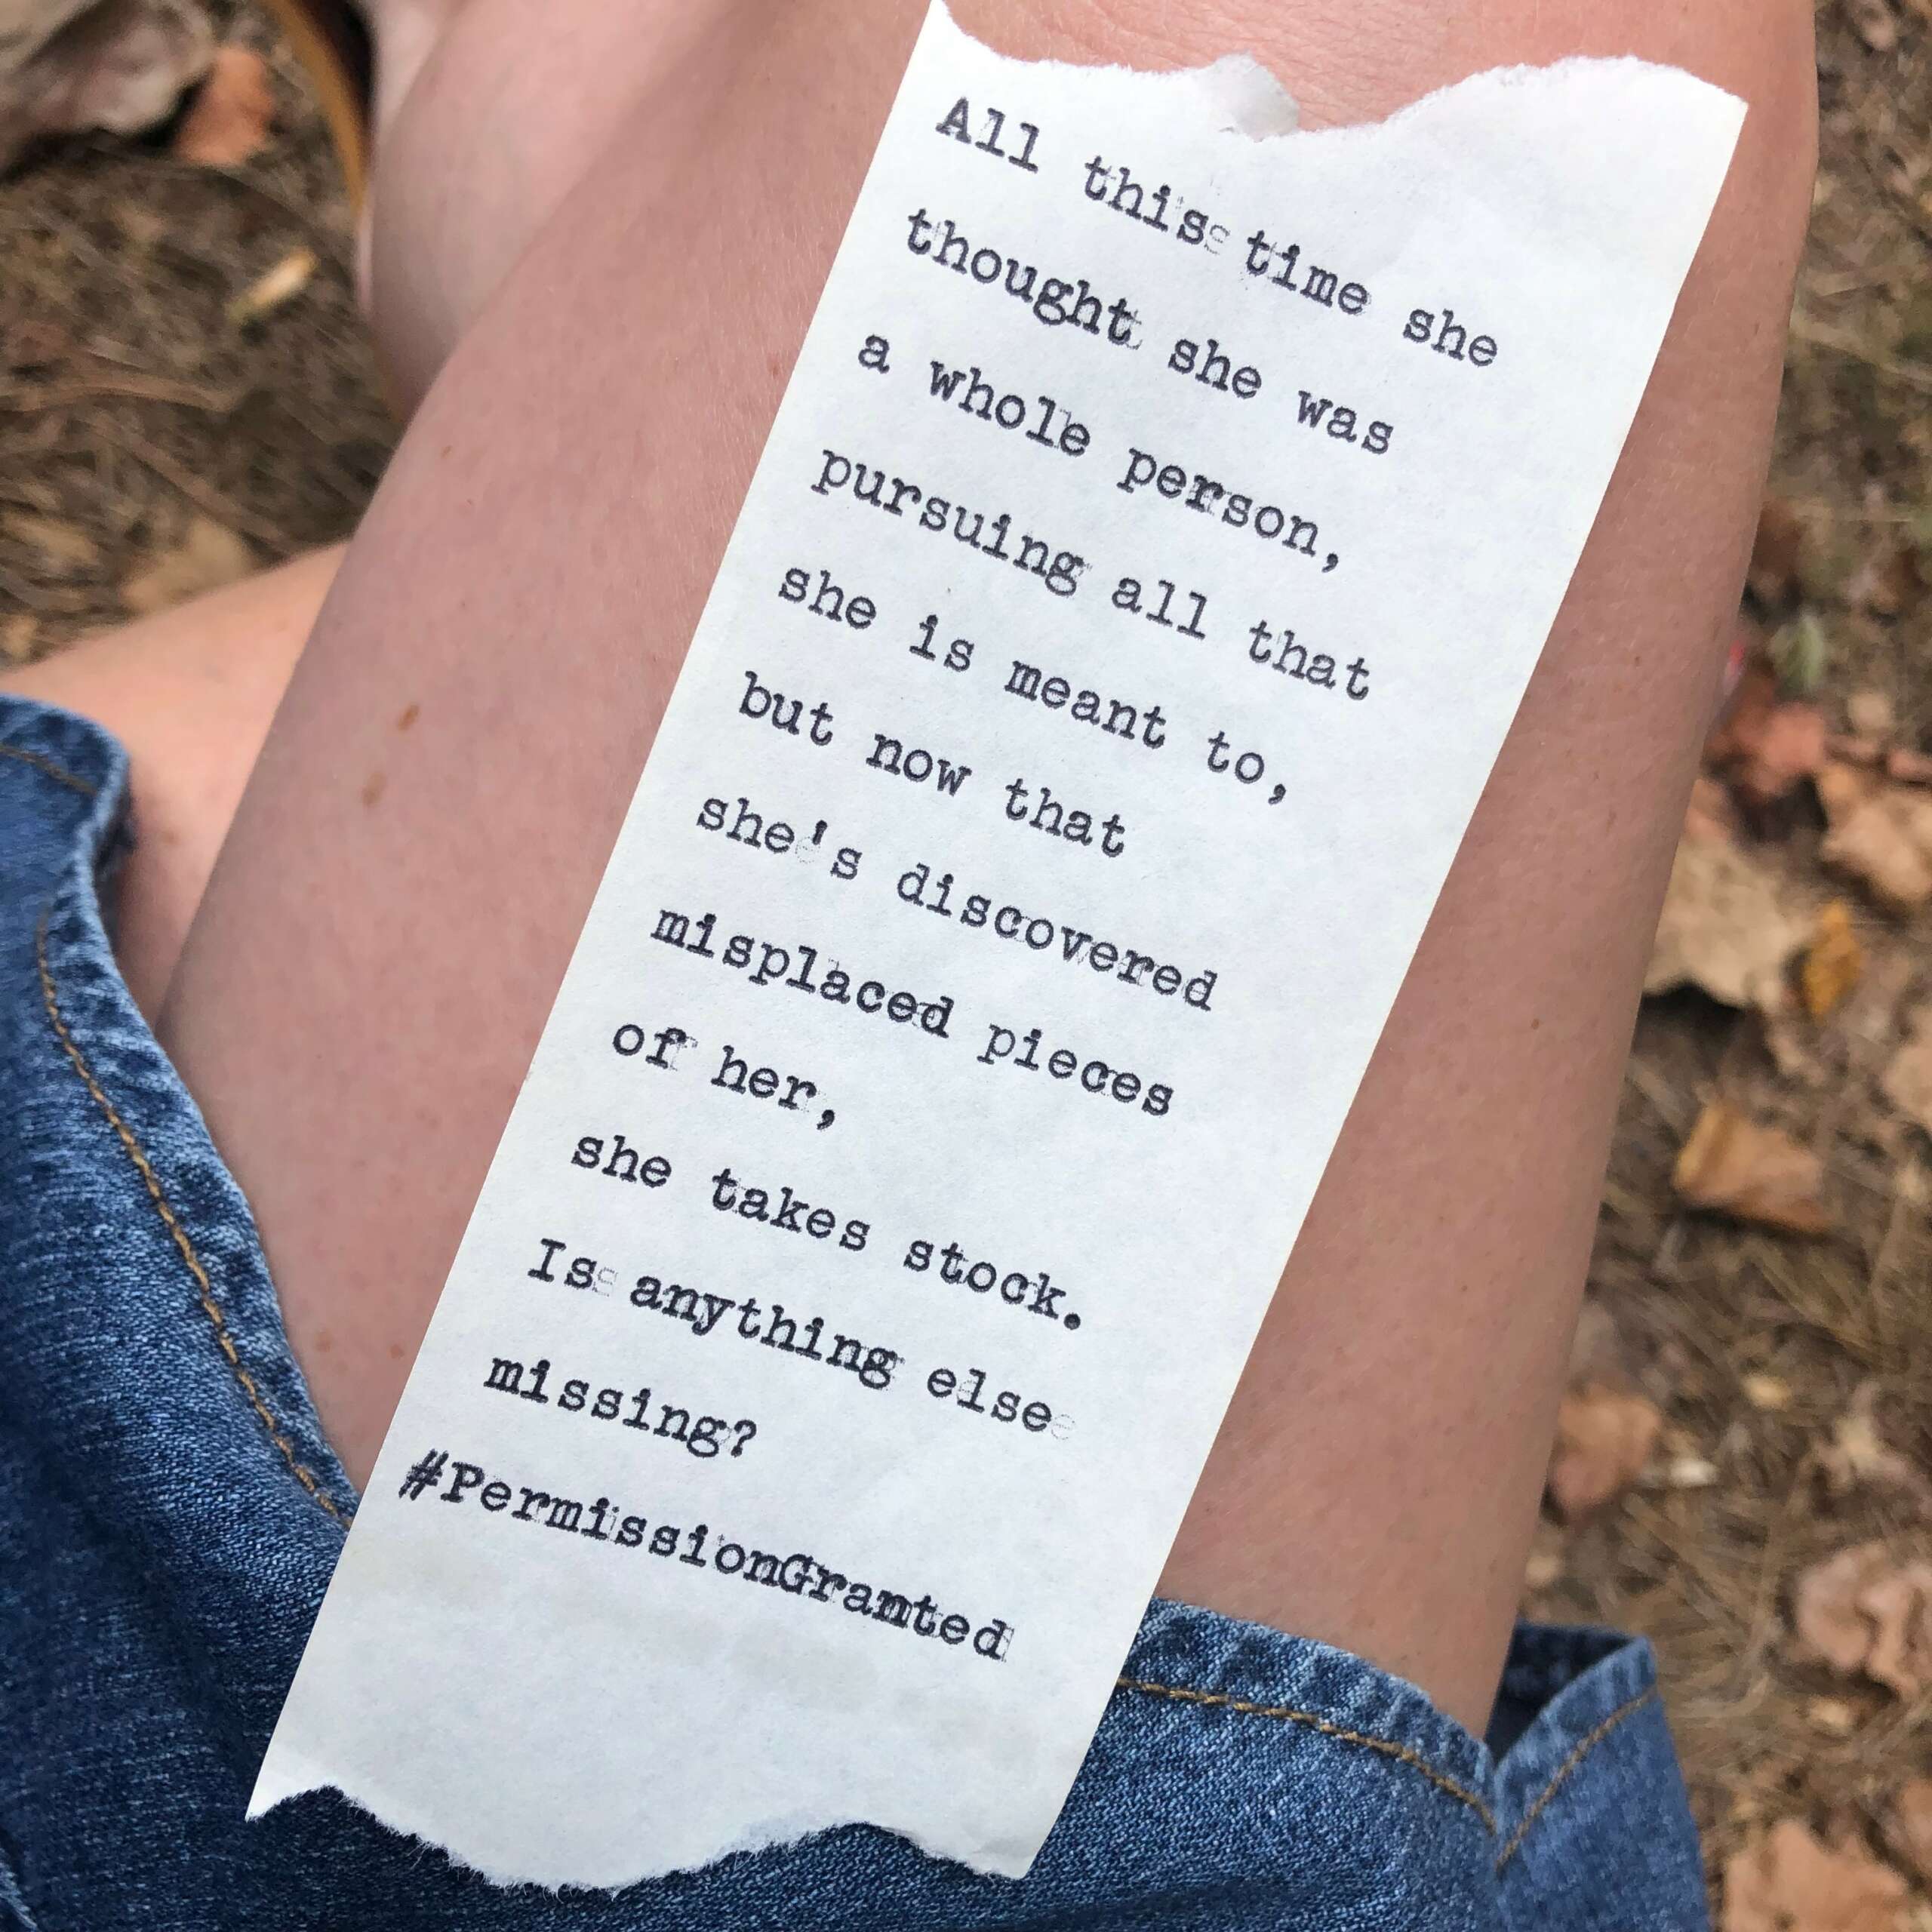 All this time she
thought she was
a whole person,
pursuing all that
she is meant to,
but now that
she's discovered
misplaced pieces
of her,
she takes stock.
Is anything else
missing?
#PermissionGranted